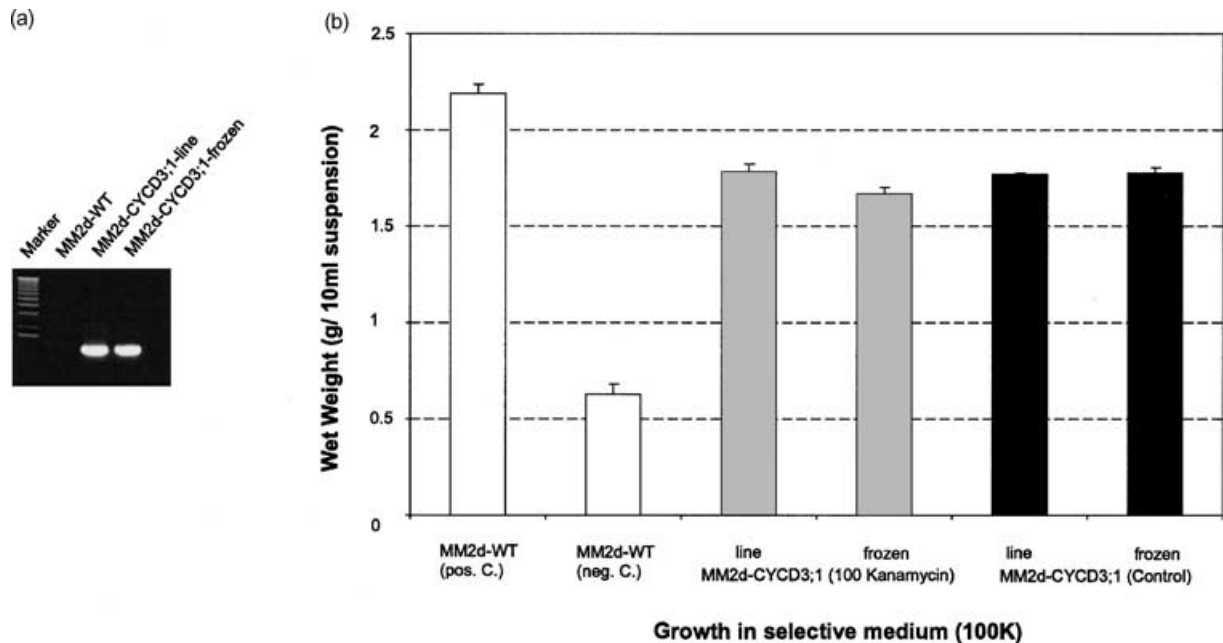 (a)
Marker
MM2d-WT
MM2d-CYCD3;1-line
MM2d-CYCD3;1-frozen
(b)
Wet Weight (g/ 10ml suspension)
2.5
2
1.5
1
0.5
0
MM2d-WT
(pos. C.)
MM2d-WT
(neg. C.)
line
frozen
MM2d-CYCD3;1 (100 Kanamycin)
line
frozen
MM2d-CYCD3;1 (Control)
Growth in selective medium (100K)